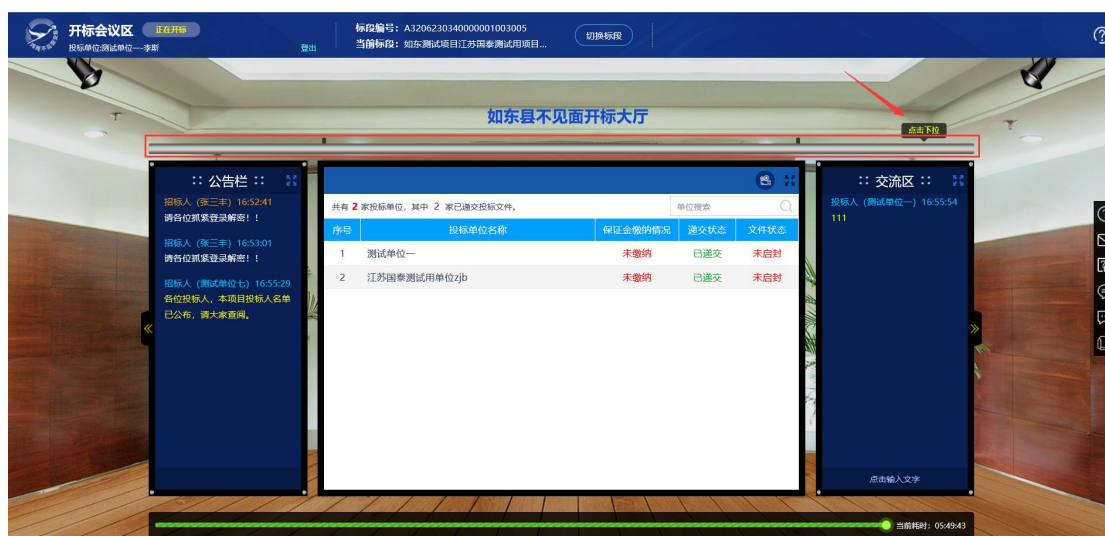 开标会议区 正在开标
投标单位:测试单位一——李斯 登出
标段编号：A3206230340000001003005
当前标段：如东测试项目江苏国泰测试用项目...
切换标段
如东县不见面开标大厅
点击下拉
:: 公告栏 ::
招标人（张三丰）16:52:41
请各位抓紧登录解密！！
招标人（张三丰）16:53:01
请各位抓紧登录解密！！
招标人（测试单位七）16:55:29
各位投标人，本项目投标人名单
已公布，请大家查阅。
共有 2 家投标单位，其中 2 家已递交投标文件。 单位搜索
序号 投标单位名称 保证金缴纳情况 递交状态 文件状态
1 测试单位一 未缴纳 已递交 未启封
2 江苏国泰测试用单位zjb 未缴纳 已递交 未启封
:: 交流区 ::
投标人（测试单位一）16:55:54
111
点击输入文字
当前耗时：05:49:43